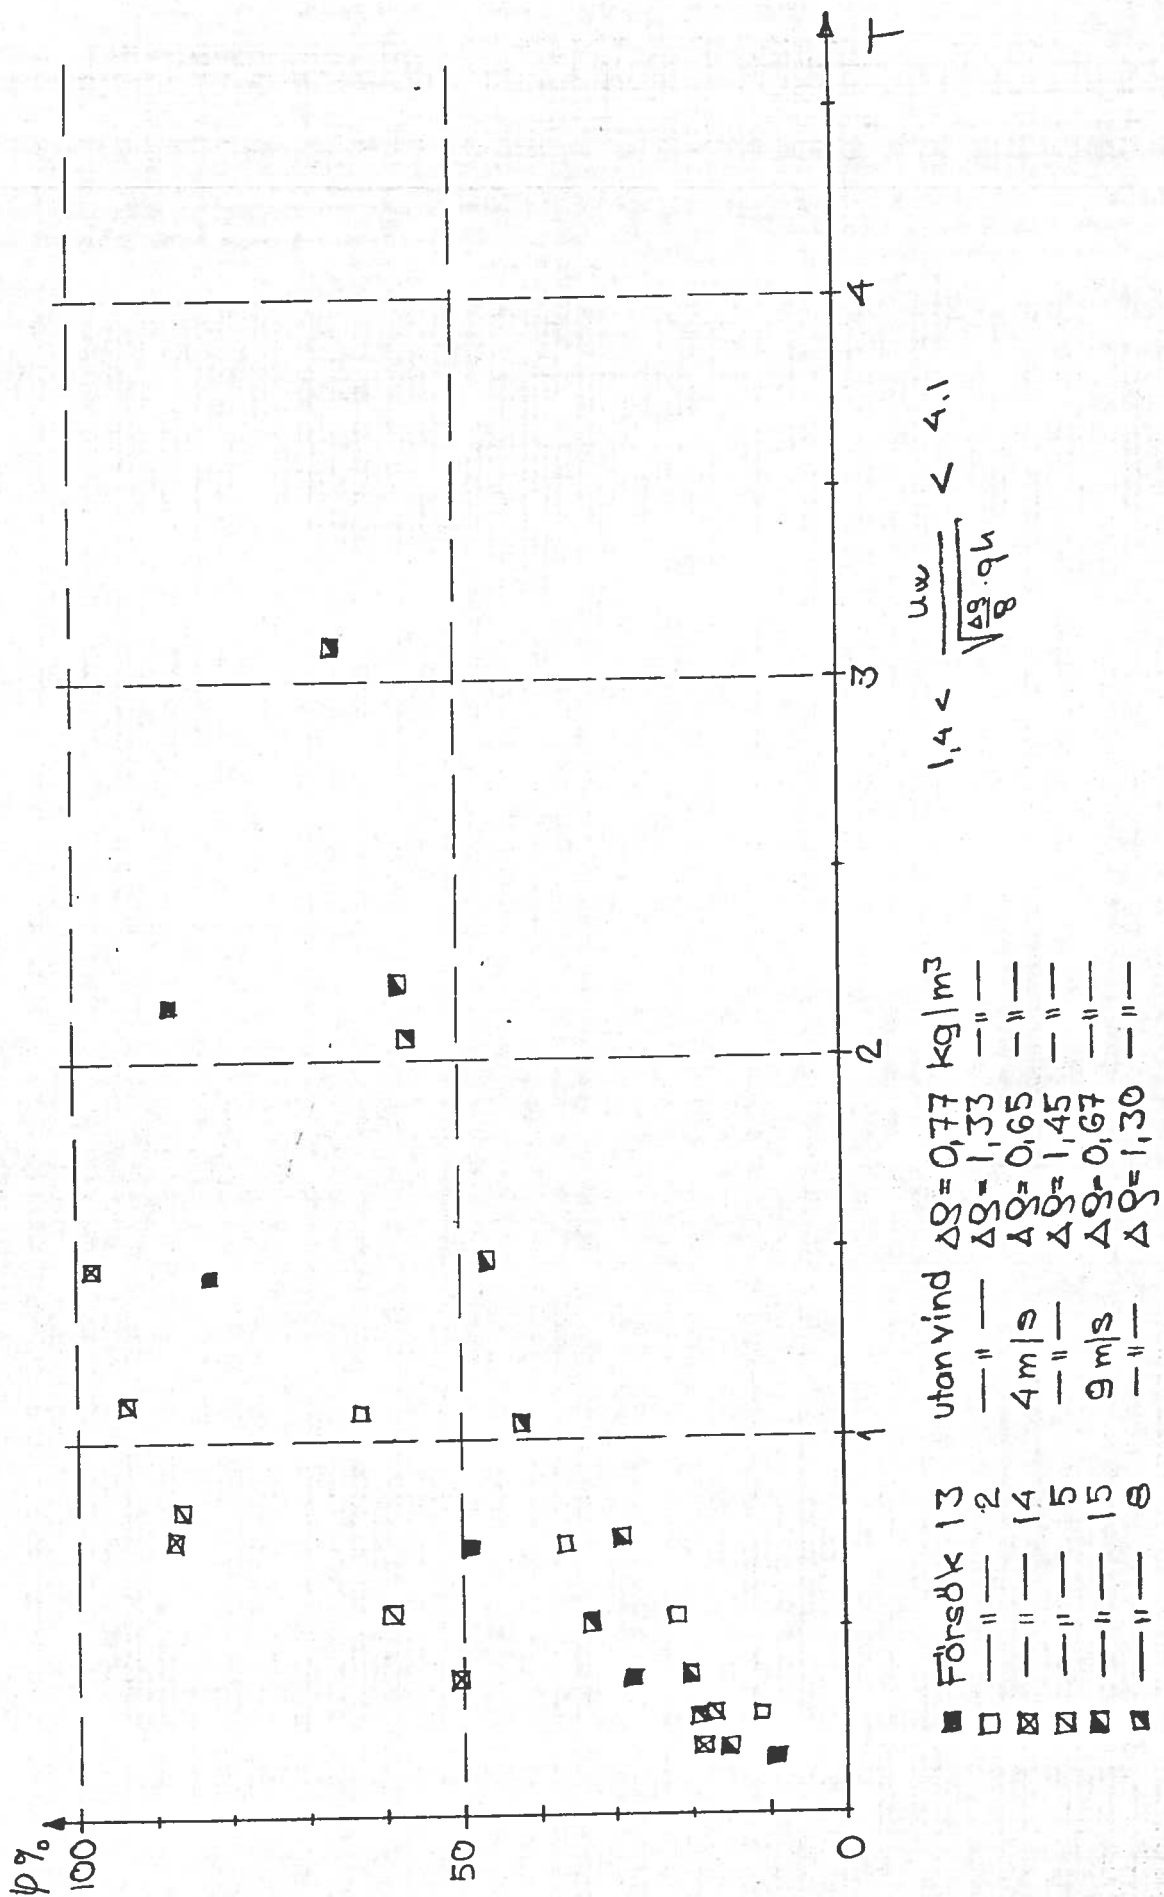 φ %
100
50
0
1
2
3
4
T
1,4 < uw / √(Δϱ/ϱ · gh) < 4,1
Försök 13 utan vind Δϱ = 0,77 kg/m³
—"— 2 —"— Δϱ = 1,33 —"—
—"— 14 4 m/s Δϱ = 0,65 —"—
—"— 5 —"— Δϱ = 1,45 —"—
—"— 15 9 m/s Δϱ = 0,67 —"—
—"— 8 —"— Δϱ = 1,30 —"—